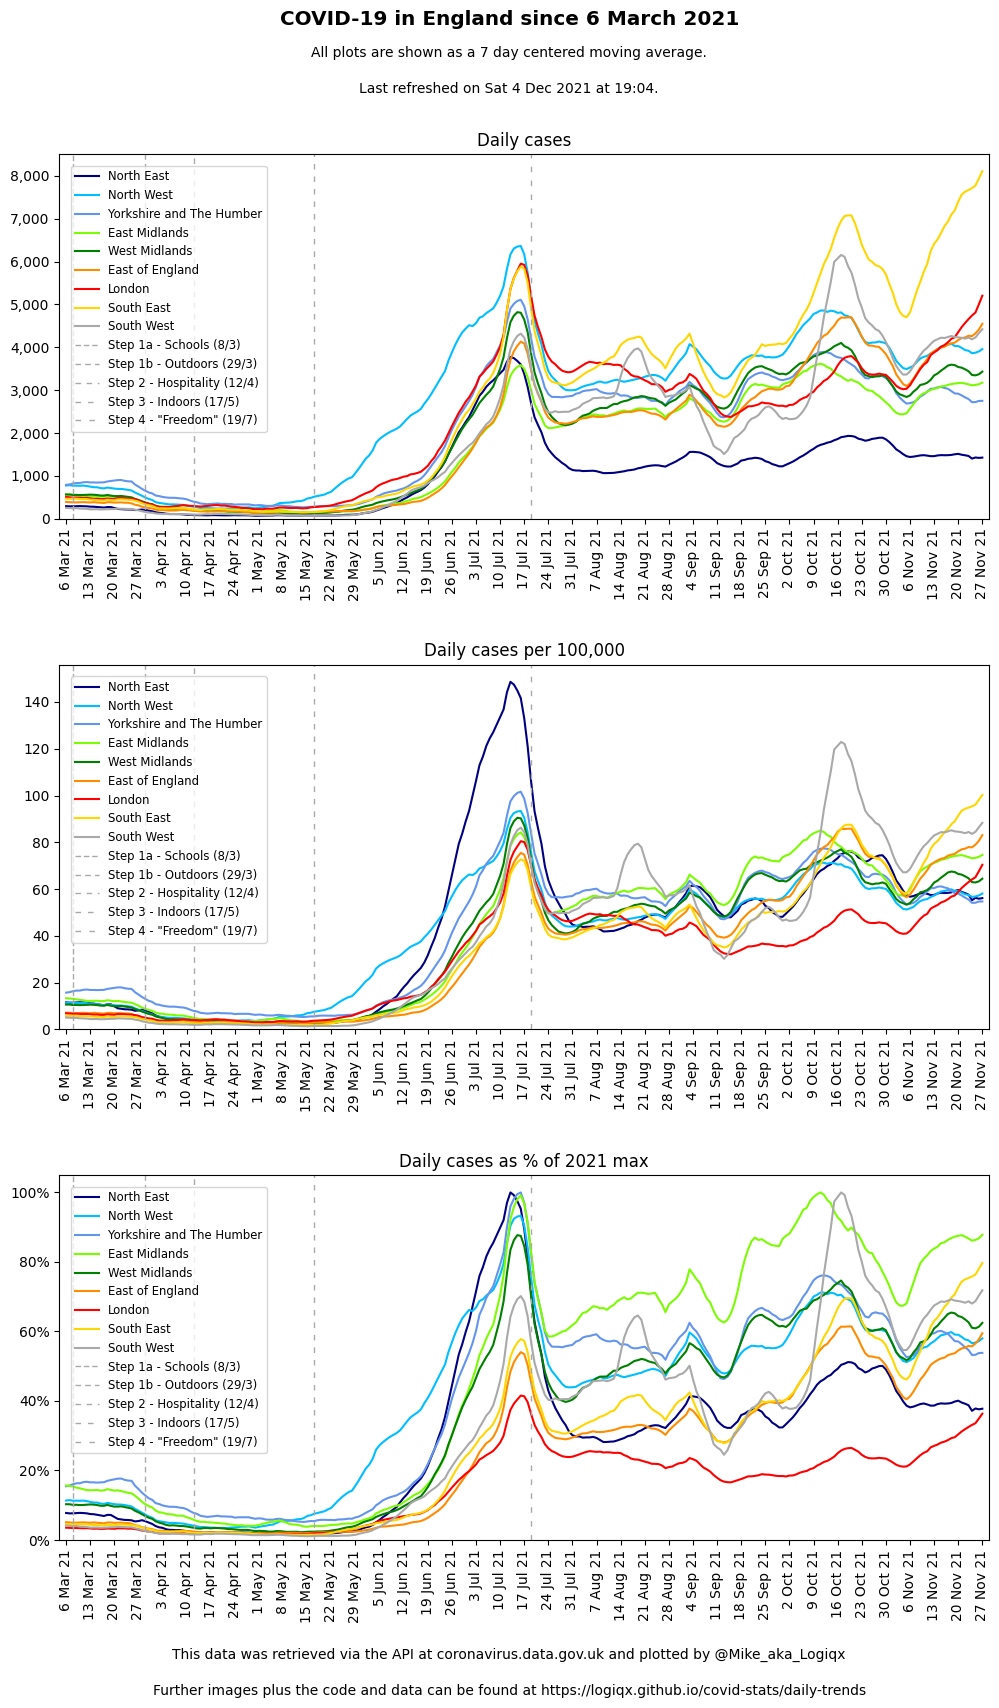 COVID-19 in England since 6 March 2021
All plots are shown as a 7 day centered moving average.
Last refreshed on Sat 4 Dec 2021 at 19:04.
Daily cases
8,000
7,000
6,000
5,000
4,000
3,000
2,000
1,000
0
North East
North West
Yorkshire and The Humber
East Midlands
West Midlands
East of England
London
South East
South West
Step 1a - Schools (8/3)
Step 1b - Outdoors (29/3)
Step 2 - Hospitality (12/4)
Step 3 - Indoors (17/5)
Step 4 - "Freedom" (19/7)
6 Mar 21
13 Mar 21
20 Mar 21
27 Mar 21
3 Apr 21
10 Apr 21
17 Apr 21
24 Apr 21
1 May 21
8 May 21
15 May 21
22 May 21
29 May 21
5 Jun 21
12 Jun 21
19 Jun 21
26 Jun 21
3 Jul 21
10 Jul 21
17 Jul 21
24 Jul 21
31 Jul 21
7 Aug 21
14 Aug 21
21 Aug 21
28 Aug 21
4 Sep 21
11 Sep 21
18 Sep 21
25 Sep 21
2 Oct 21
9 Oct 21
16 Oct 21
23 Oct 21
30 Oct 21
6 Nov 21
13 Nov 21
20 Nov 21
27 Nov 21
Daily cases per 100,000
140
120
100
80
60
40
20
0
North East
North West
Yorkshire and The Humber
East Midlands
West Midlands
East of England
London
South East
South West
Step 1a - Schools (8/3)
Step 1b - Outdoors (29/3)
Step 2 - Hospitality (12/4)
Step 3 - Indoors (17/5)
Step 4 - "Freedom" (19/7)
6 Mar 21
13 Mar 21
20 Mar 21
27 Mar 21
3 Apr 21
10 Apr 21
17 Apr 21
24 Apr 21
1 May 21
8 May 21
15 May 21
22 May 21
29 May 21
5 Jun 21
12 Jun 21
19 Jun 21
26 Jun 21
3 Jul 21
10 Jul 21
17 Jul 21
24 Jul 21
31 Jul 21
7 Aug 21
14 Aug 21
21 Aug 21
28 Aug 21
4 Sep 21
11 Sep 21
18 Sep 21
25 Sep 21
2 Oct 21
9 Oct 21
16 Oct 21
23 Oct 21
30 Oct 21
6 Nov 21
13 Nov 21
20 Nov 21
27 Nov 21
Daily cases as % of 2021 max
100%
80%
60%
40%
20%
0%
North East
North West
Yorkshire and The Humber
East Midlands
West Midlands
East of England
London
South East
South West
Step 1a - Schools (8/3)
Step 1b - Outdoors (29/3)
Step 2 - Hospitality (12/4)
Step 3 - Indoors (17/5)
Step 4 - "Freedom" (19/7)
6 Mar 21
13 Mar 21
20 Mar 21
27 Mar 21
3 Apr 21
10 Apr 21
17 Apr 21
24 Apr 21
1 May 21
8 May 21
15 May 21
22 May 21
29 May 21
5 Jun 21
12 Jun 21
19 Jun 21
26 Jun 21
3 Jul 21
10 Jul 21
17 Jul 21
24 Jul 21
31 Jul 21
7 Aug 21
14 Aug 21
21 Aug 21
28 Aug 21
4 Sep 21
11 Sep 21
18 Sep 21
25 Sep 21
2 Oct 21
9 Oct 21
16 Oct 21
23 Oct 21
30 Oct 21
6 Nov 21
13 Nov 21
20 Nov 21
27 Nov 21
This data was retrieved via the API at coronavirus.data.gov.uk and plotted by @Mike_aka_Logiqx
Further images plus the code and data can be found at https://logiqx.github.io/covid-stats/daily-trends